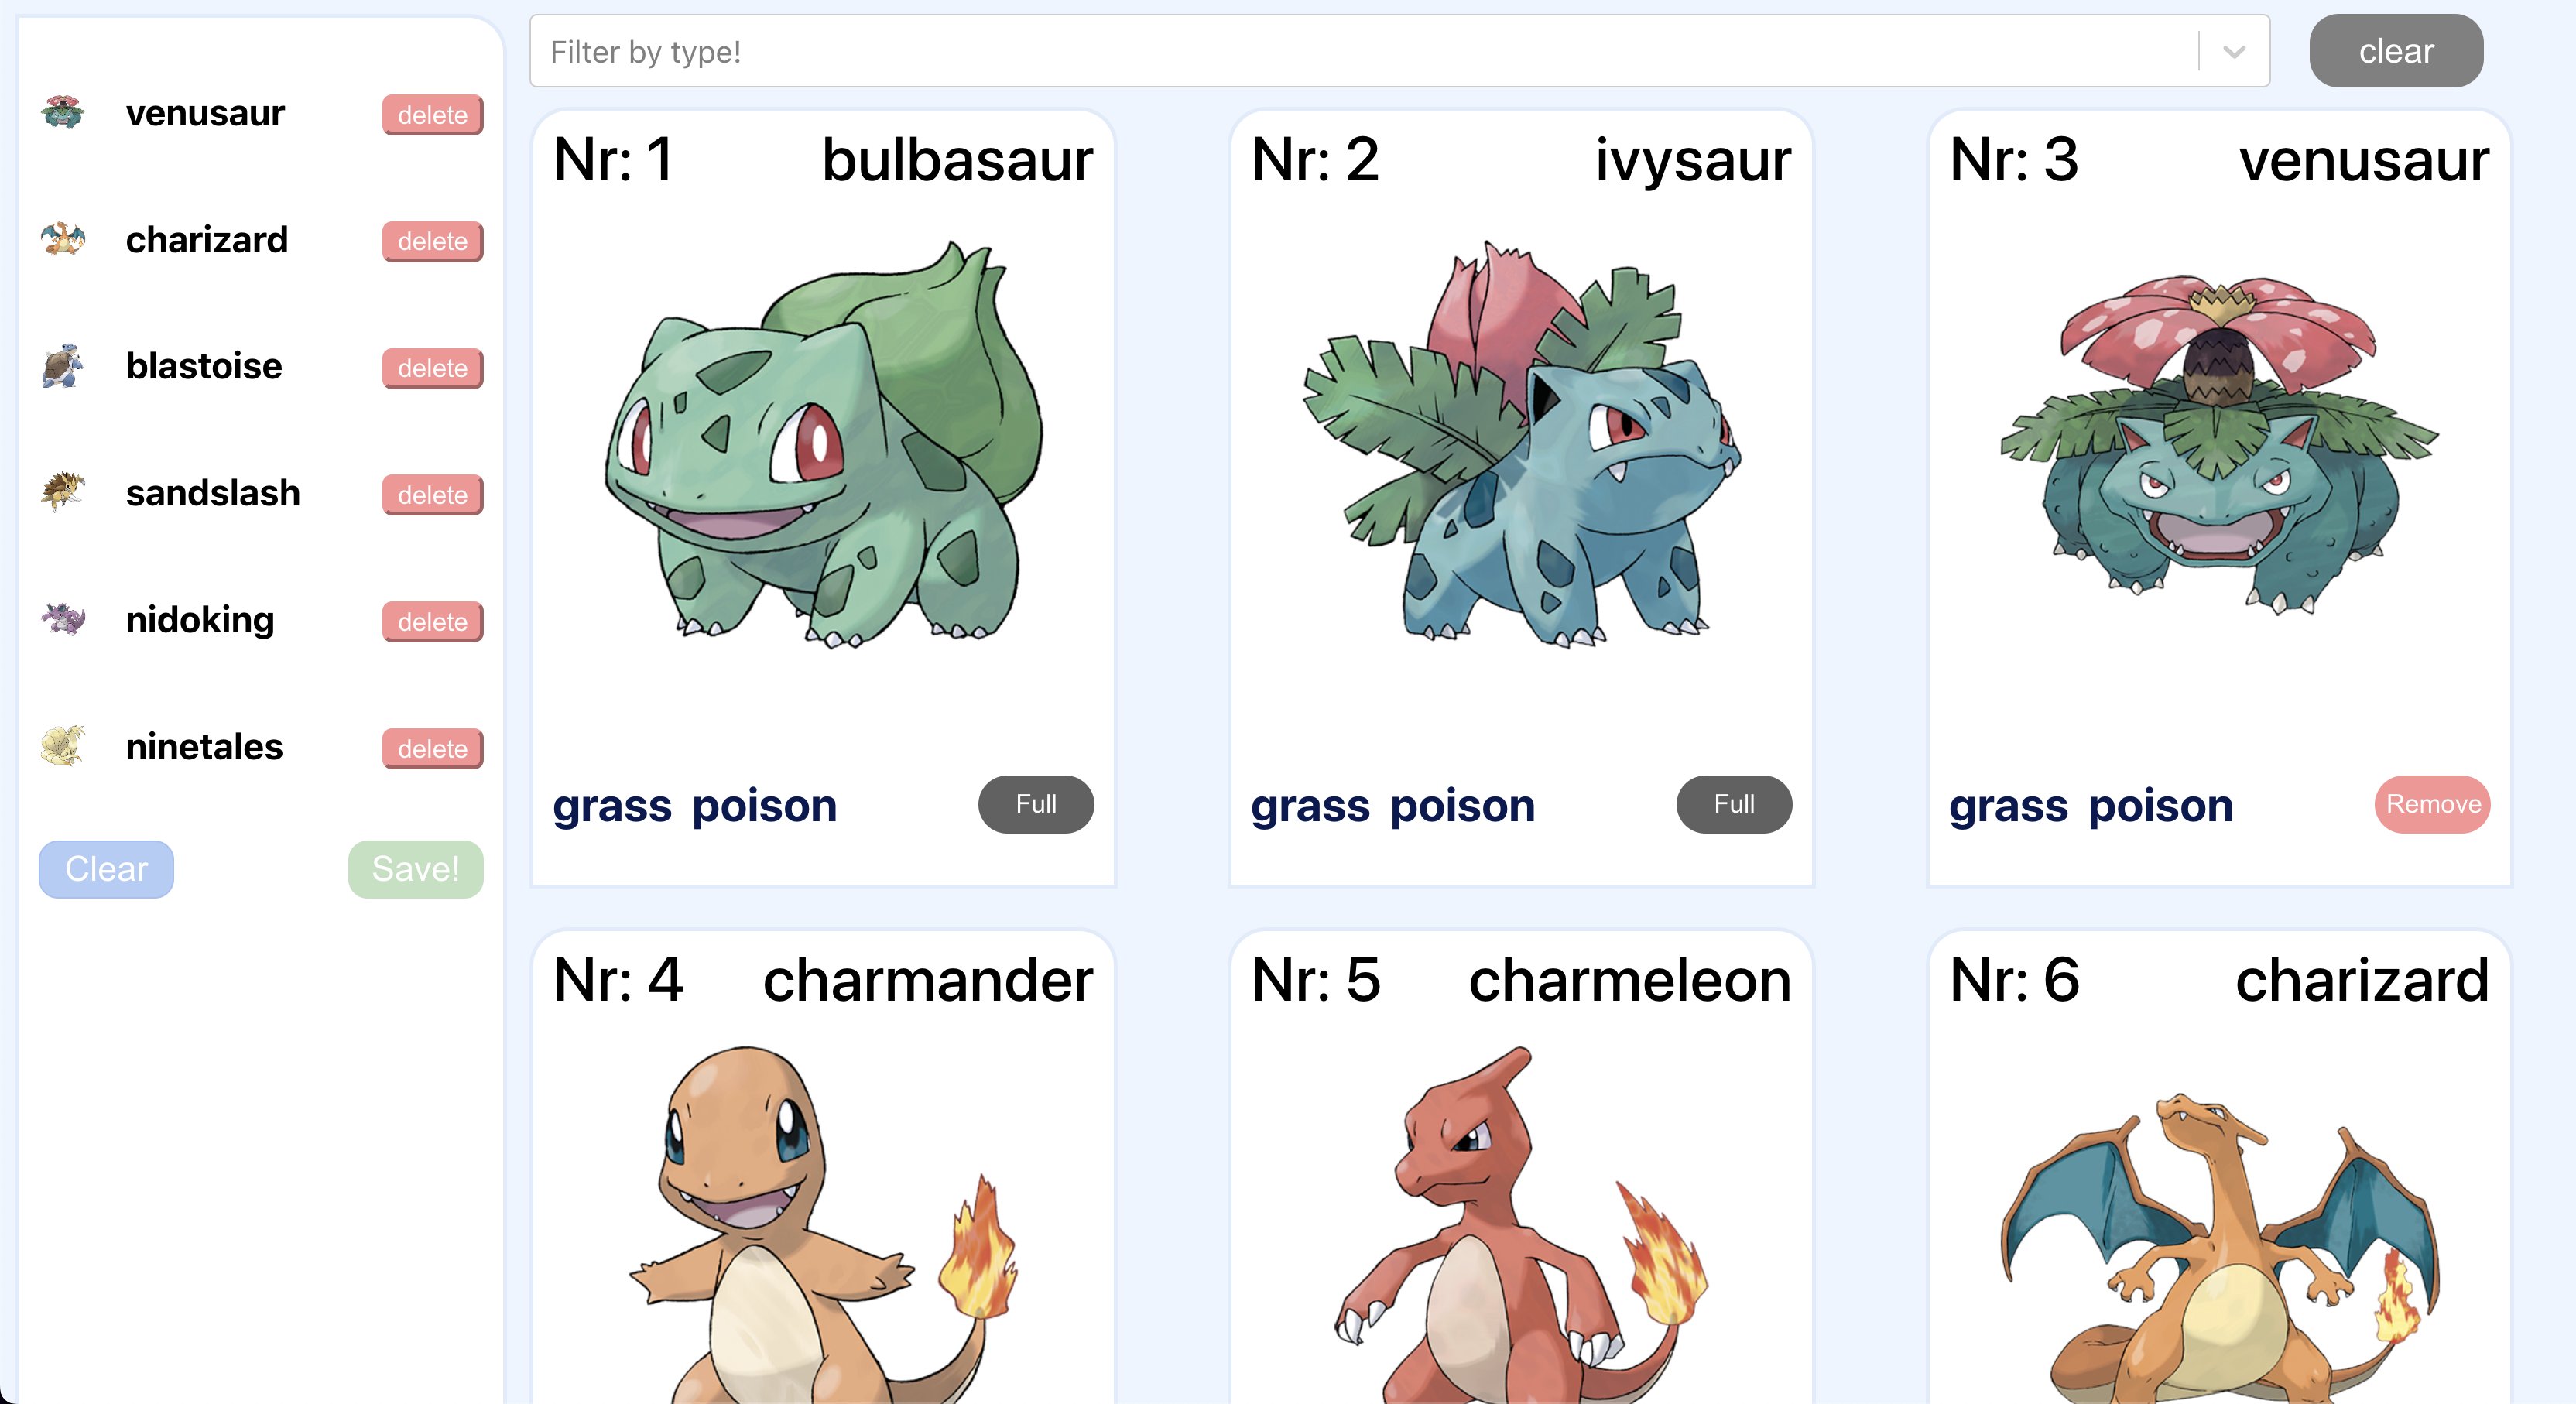 venusaur delete
charizard delete
blastoise delete
sandslash delete
nidoking delete
ninetales delete
Clear Save!
Filter by type! clear
Nr: 1 bulbasaur
grass poison Full
Nr: 2 ivysaur
grass poison Full
Nr: 3 venusaur
grass poison Remove
Nr: 4 charmander
Nr: 5 charmeleon
Nr: 6 charizard